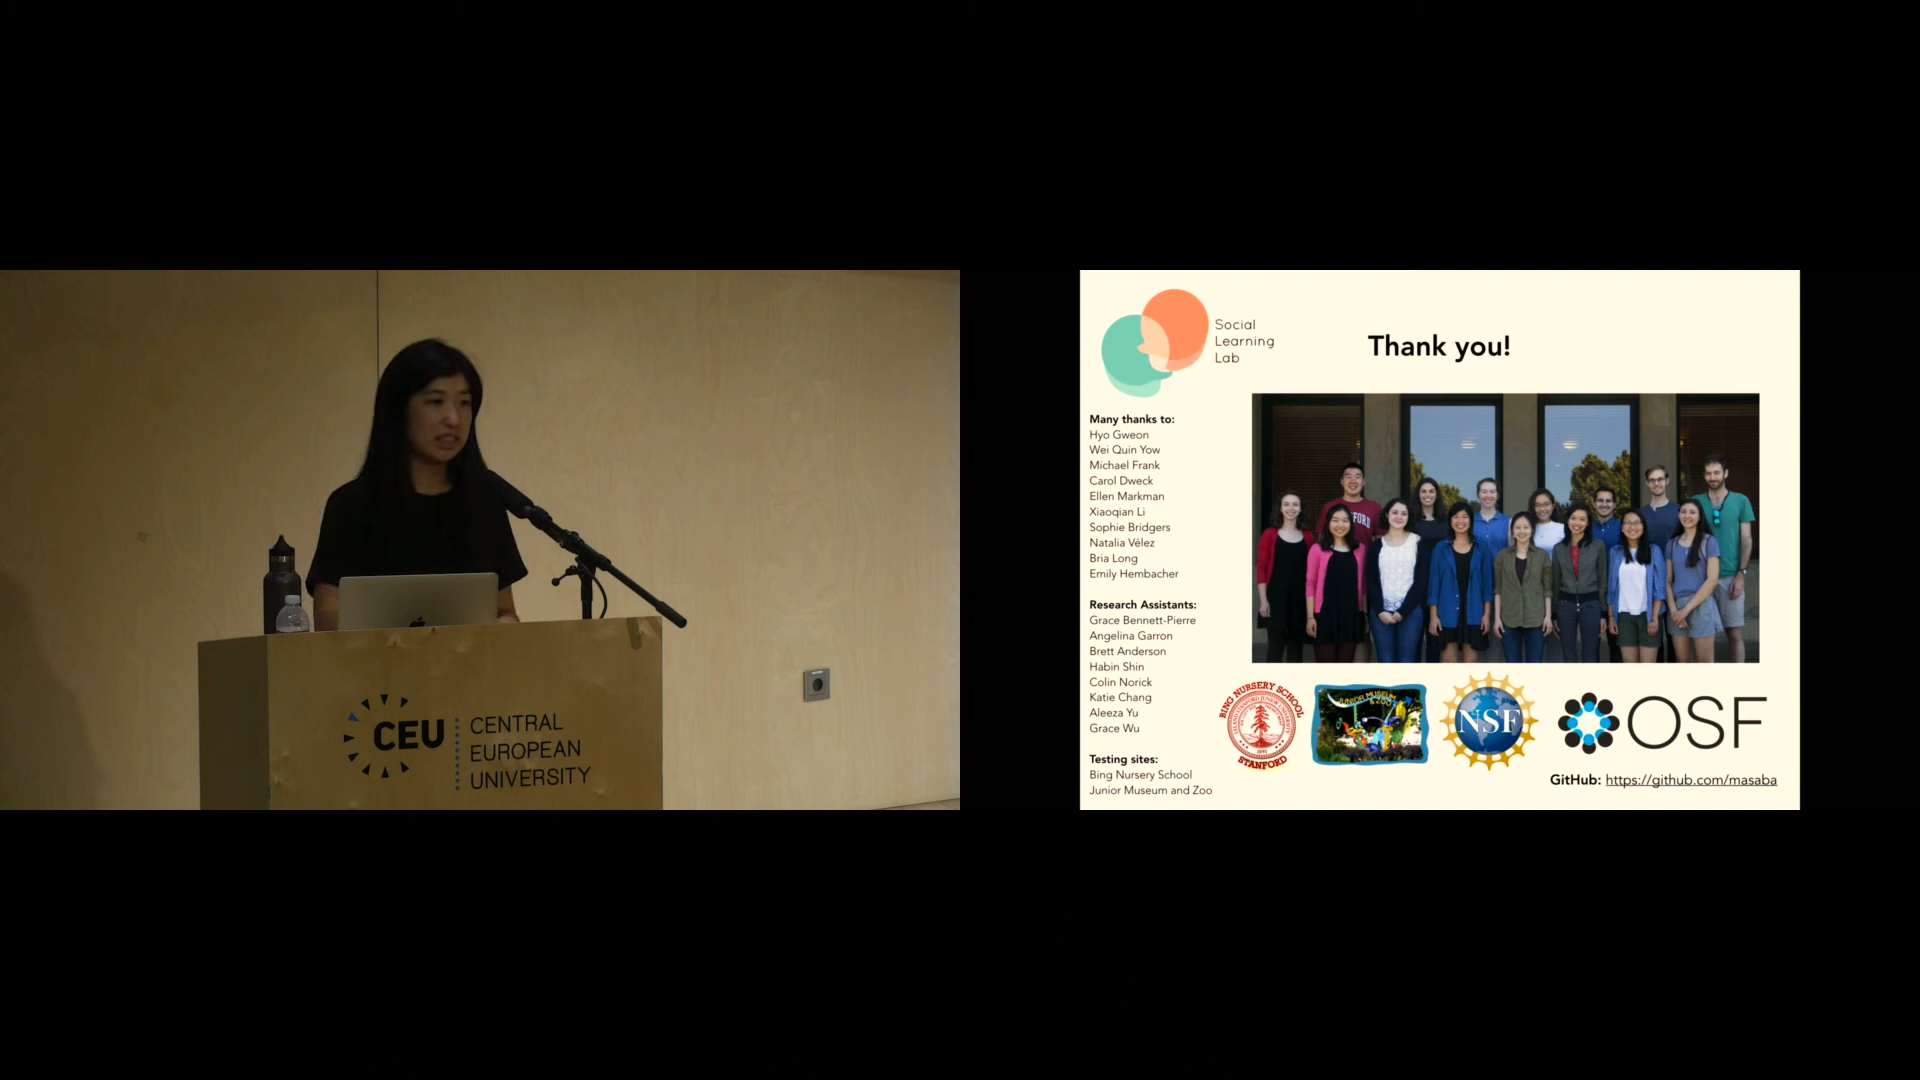 CEU
CENTRAL
EUROPEAN
UNIVERSITY
Social
Learning
Lab
Thank you!
Many thanks to:
Hyo Gweon
Wei Quin Yow
Michael Frank
Carol Dweck
Ellen Markman
Xiaoqian Li
Sophie Bridgers
Natalia Vélez
Bria Long
Emily Hembacher
Research Assistants:
Grace Bennett-Pierre
Angelina Garron
Brett Anderson
Habin Shin
Colin Norick
Katie Chang
Aleeza Yu
Grace Wu
Testing sites:
Bing Nursery School
Junior Museum and Zoo
BING NURSERY SCHOOL
STANFORD
JUNIOR MUSEUM
& ZOO
NSF
OSF
GitHub: https://github.com/masaba